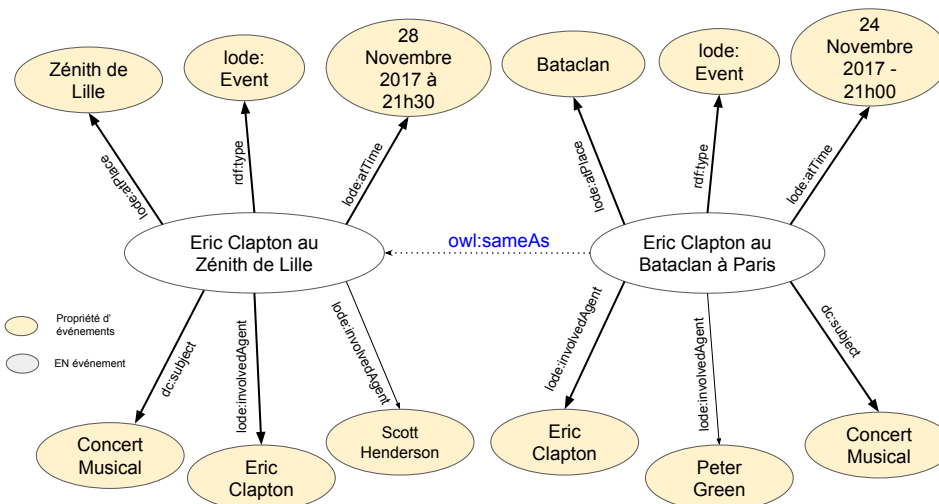 Zénith de
Lille
lode:
Event
28
Novembre
2017 à
21h30
Bataclan
lode:
Event
24
Novembre
2017 -
21h00
lode:atPlace
rdf:type
lode:atTime
lode:atPlace
rdf:type
lode:atTime
Eric Clapton au
Zénith de Lille
owl:sameAs
Eric Clapton au
Bataclan à Paris
Propriété d'
événements
EN événement
dc:subject
lode:involvedAgent
lode:involvedAgent
lode:involvedAgent
lode:involvedAgent
dc:subject
Concert
Musical
Eric
Clapton
Scott
Henderson
Eric
Clapton
Peter
Green
Concert
Musical